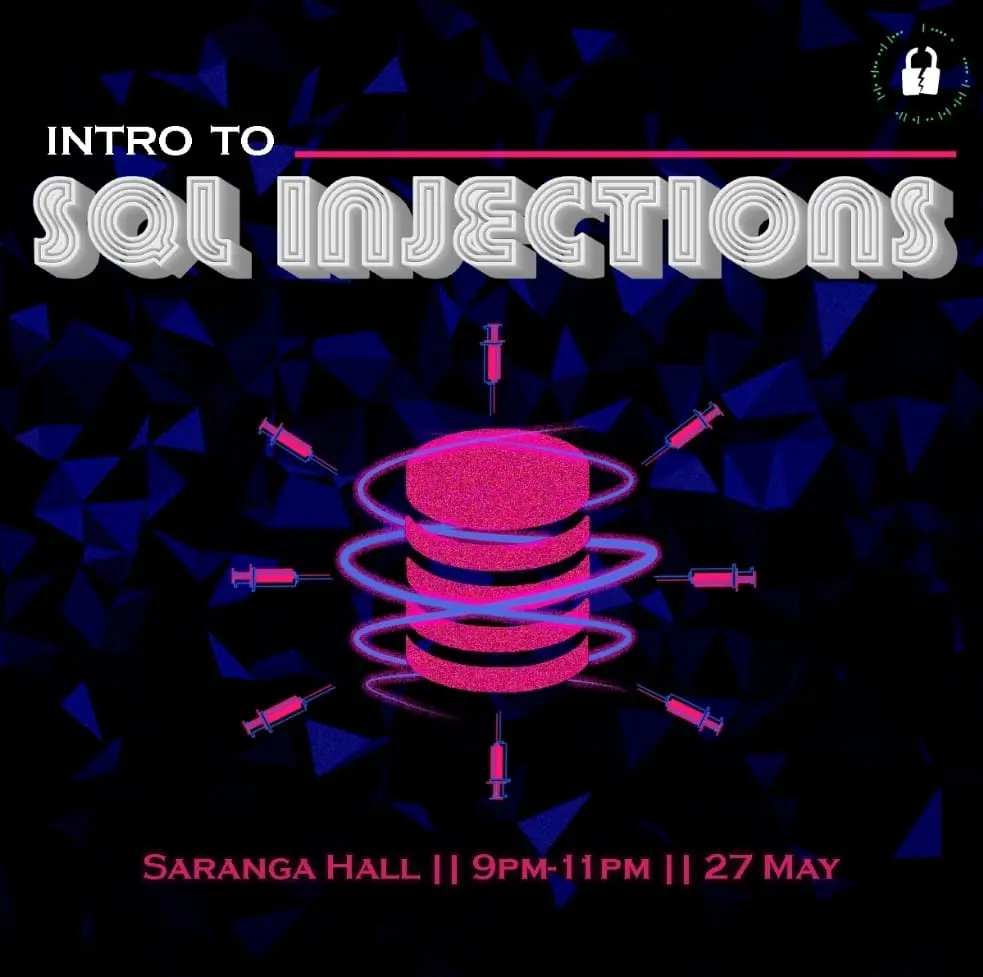 INTRO TO
SQL INJECTIONS
SARANGA HALL || 9PM-11PM || 27 MAY